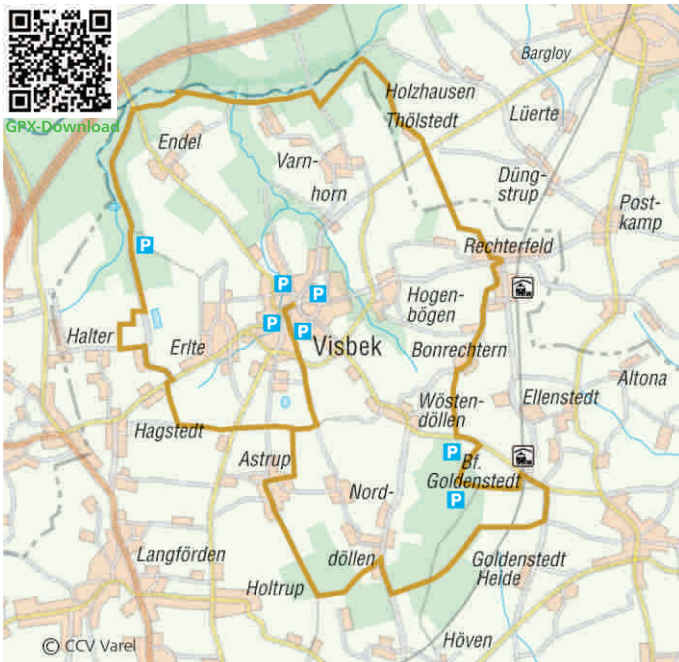 GPX-Download
Bargloy
Holzhausen
Thölstedt
Lüerte
Endel
Varn-
horn
Düng-
strup
Post-
kamp
Rechterfeld
P
P
P
Hogen-
bögen
P
P
Halter
Erlte
Visbek
Bonrechtern
Altona
Wösten-
döllen
Ellenstedt
Hagstedt
Astrup
P
Bf.
Goldenstedt
Nord-
P
Langförden
döllen
Goldenstedt
Heide
Holtrup
Höven
© CCV Varel